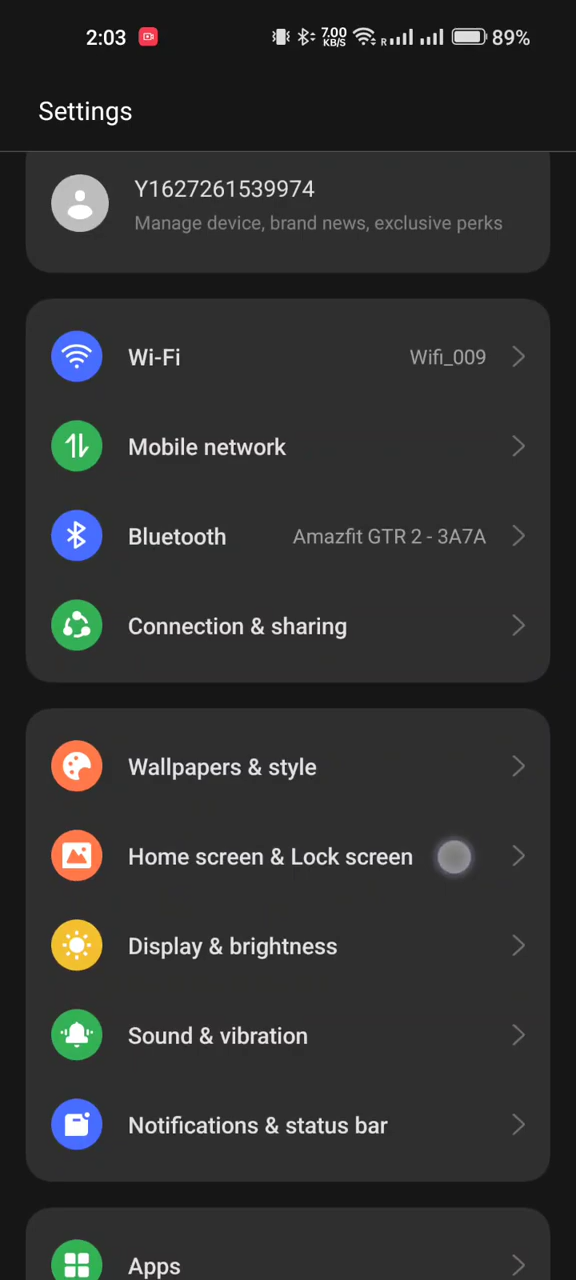 2:03 7.00 KB/S R 89%
Settings
Y1627261539974
Manage device, brand news, exclusive perks
Wi-Fi Wifi_009
Mobile network
Bluetooth Amazfit GTR 2 - 3A7A
Connection & sharing
Wallpapers & style
Home screen & Lock screen
Display & brightness
Sound & vibration
Notifications & status bar
Apps